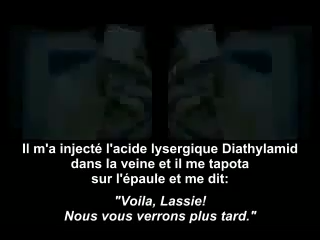 Il m'a injecté l'acide lysergique Diathylamid
dans la veine et il me tapota
sur l'épaule et me dit:
"Voila, Lassie!
Nous vous verrons plus tard."